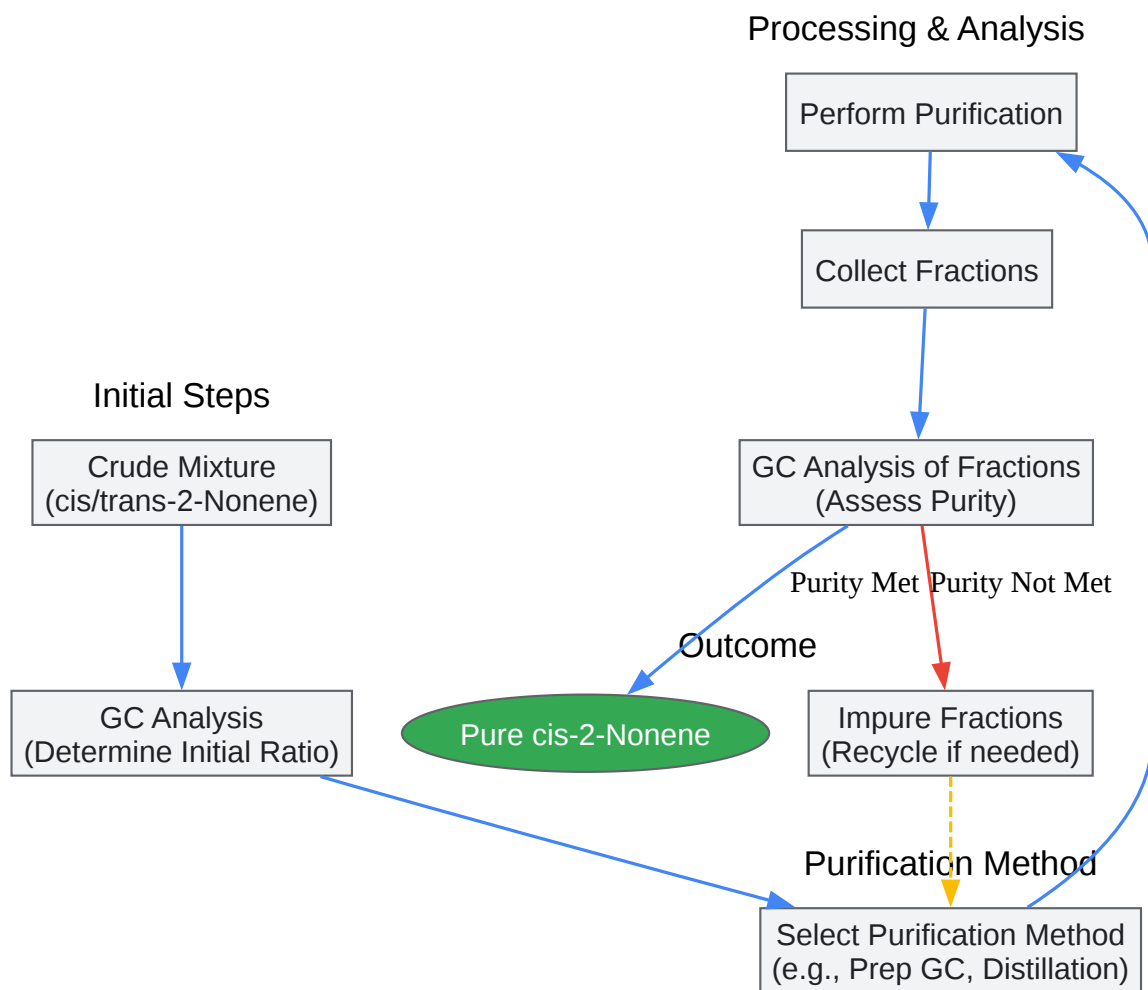 Processing & Analysis
Perform Purification
Collect Fractions
Initial Steps
Crude Mixture
(cis/trans-2-Nonene)
GC Analysis of Fractions
(Assess Purity)
Purity Met
Purity Not Met
Outcome
GC Analysis
(Determine Initial Ratio)
Pure cis-2-Nonene
Impure Fractions
(Recycle if needed)
Purification Method
Select Purification Method
(e.g., Prep GC, Distillation)